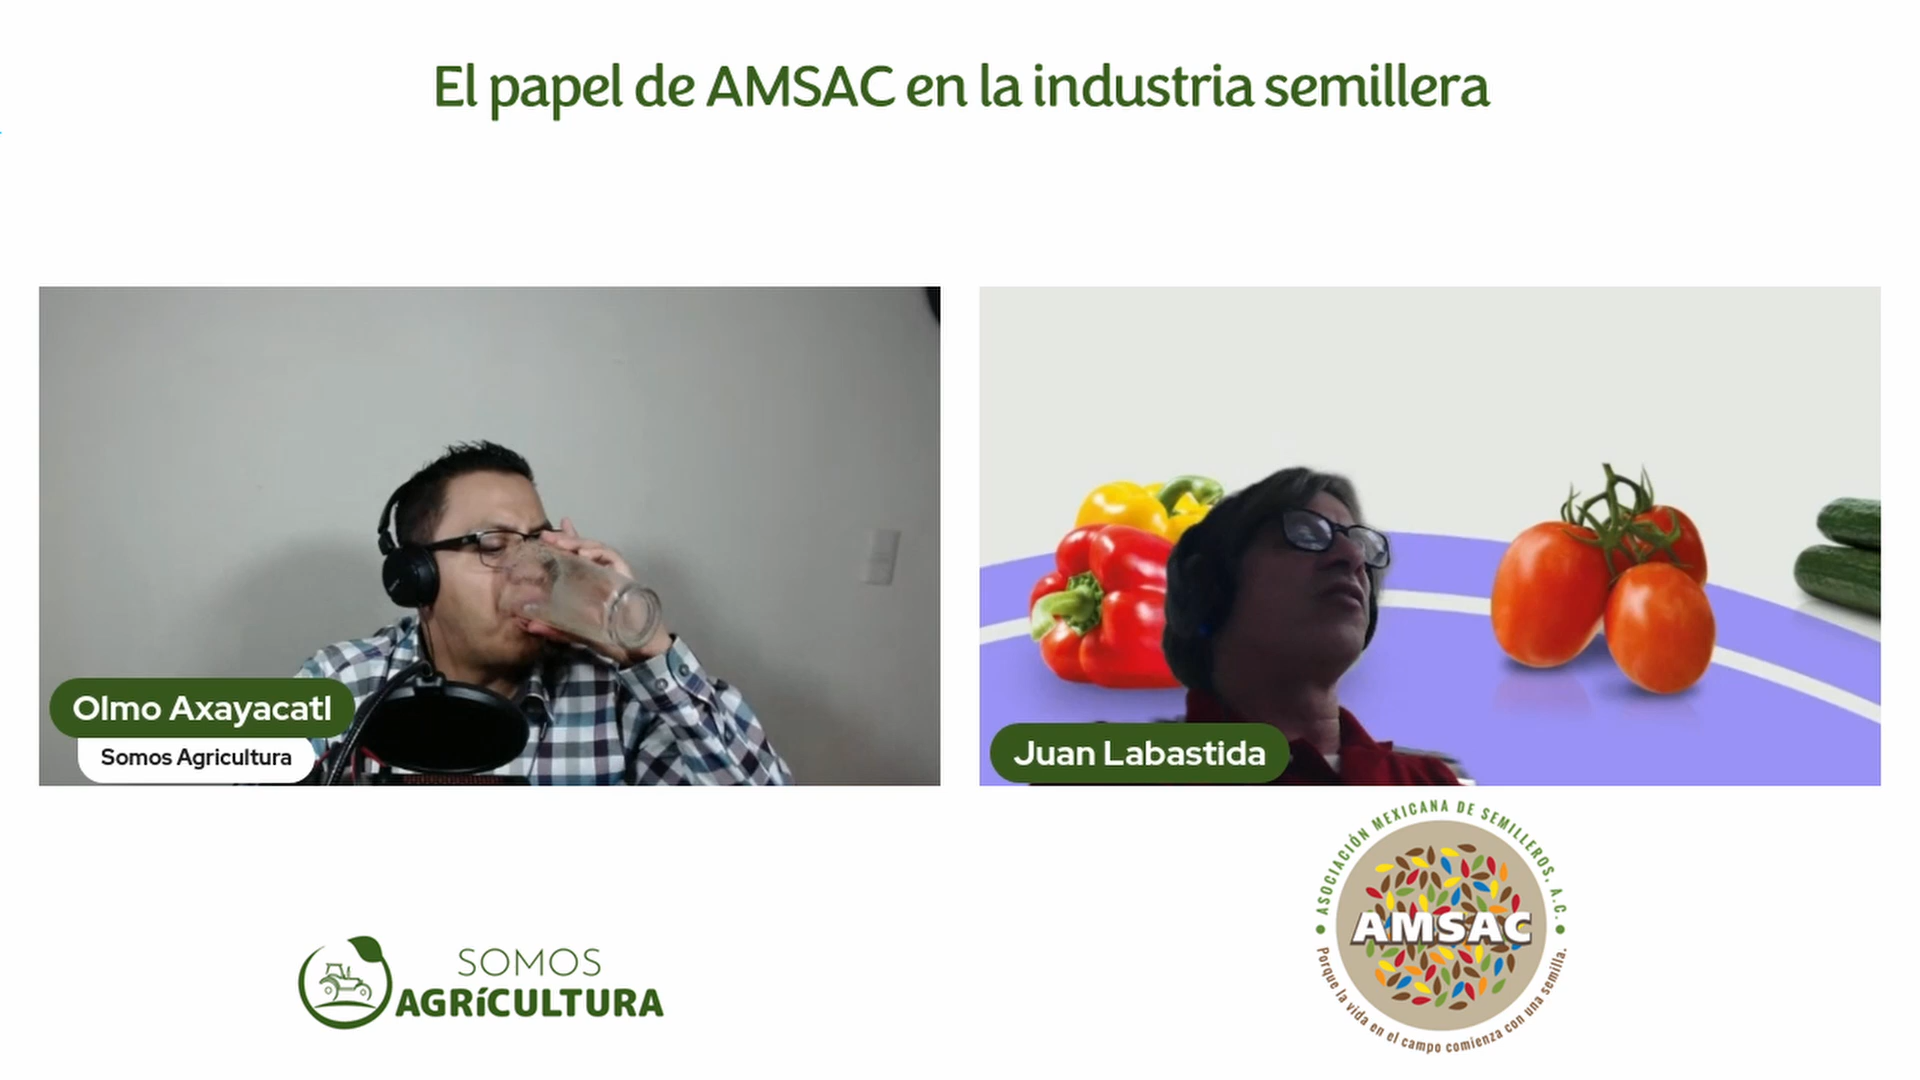 El papel de AMSAC en la industria semillera
Olmo Axayacatl
Somos Agricultura
Juan Labastida
SOMOS
AGRíCULTURA
ASOCIACIÓN MEXICANA DE SEMILLEROS, A.C.
AMSAC
Porque la vida en el campo comienza con una semilla.